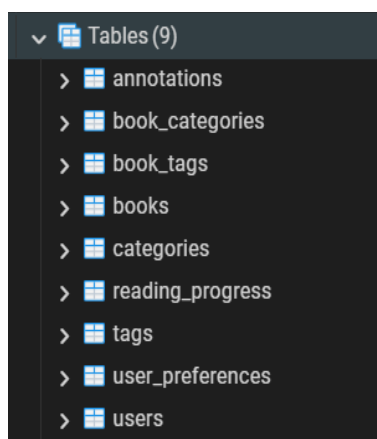 Tables (9)
annotations
book_categories
book_tags
books
categories
reading_progress
tags
user_preferences
users